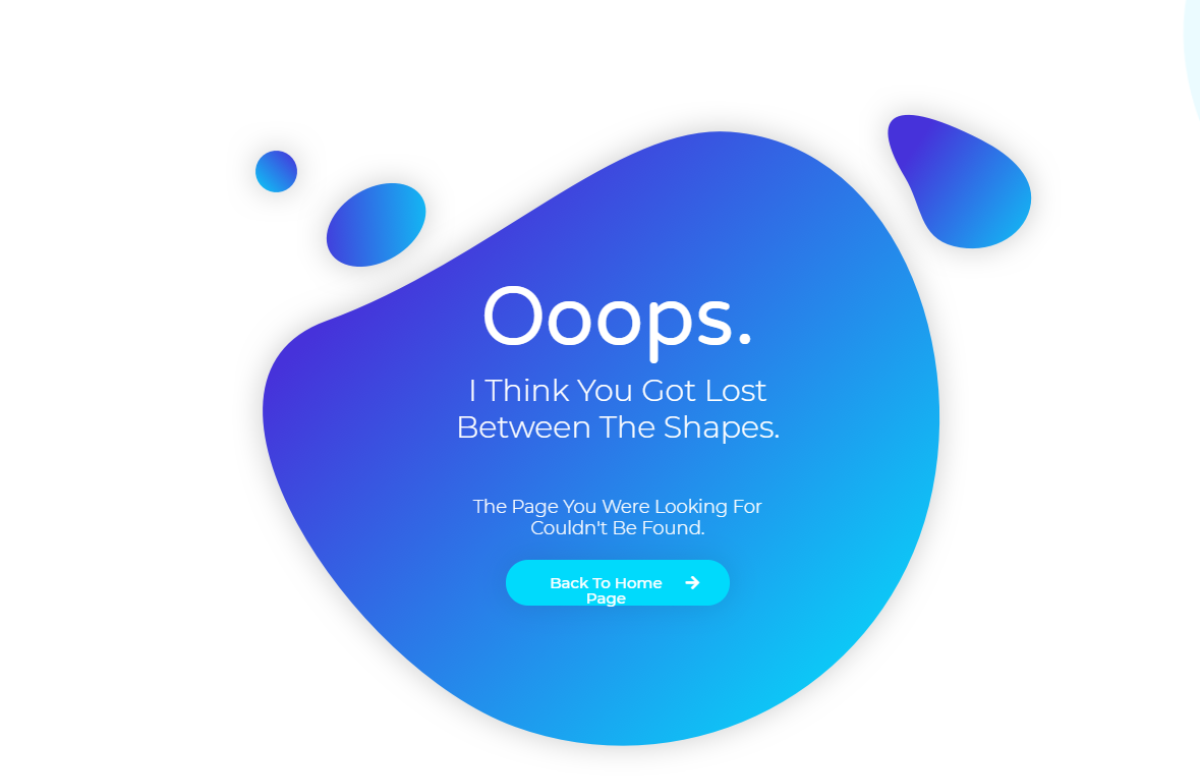 Ooops.
I Think You Got Lost
Between The Shapes.
The Page You Were Looking For
Couldn't Be Found.
Back To Home
Page